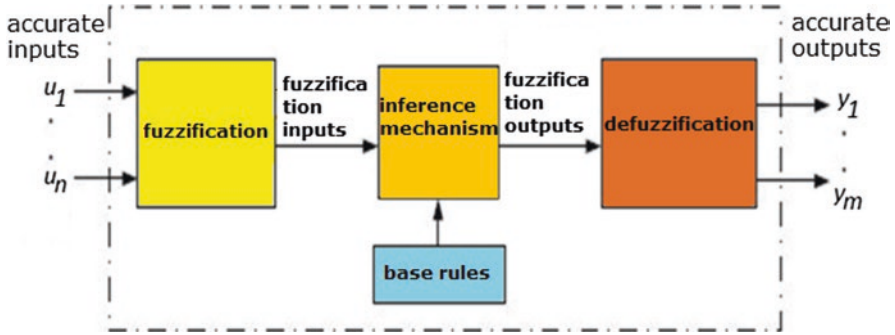 accurate
inputs
u1
.
.
un
fuzzification
fuzzifica
tion
inputs
inference
mechanism
base rules
fuzzifica
tion
outputs
defuzzification
accurate
outputs
y1
.
.
ym